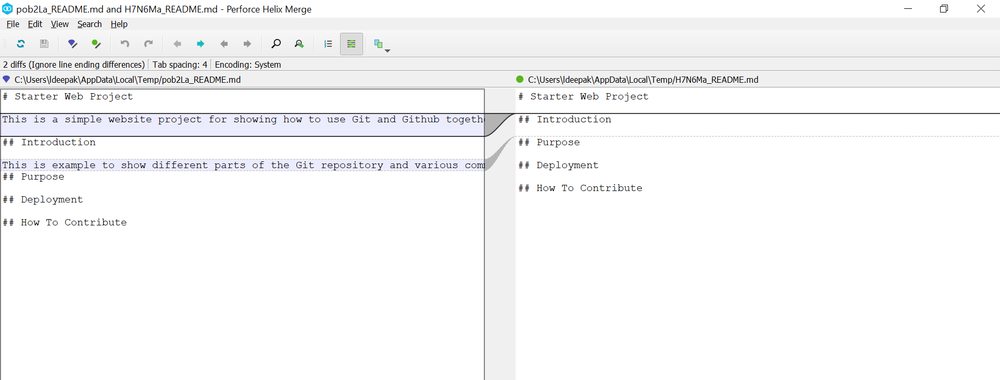 pob2La_README.md and H7N6Ma_README.md - Perforce Helix Merge
File Edit View Search Help
2 diffs (Ignore line ending differences) Tab spacing: 4 Encoding: System
C:\Users\ldeepak\AppData\Local\Temp/pob2La_README.md
# Starter Web Project
This is a simple website project for showing how to use Git and Github
## Introduction
This is example to show different parts of the Git repository and various
## Purpose
## Deployment
## How To Contribute
C:\Users\ldeepak\AppData\Local\Temp/H7N6Ma_README.md
# Starter Web Project
## Introduction
## Purpose
## Deployment
## How To Contribute